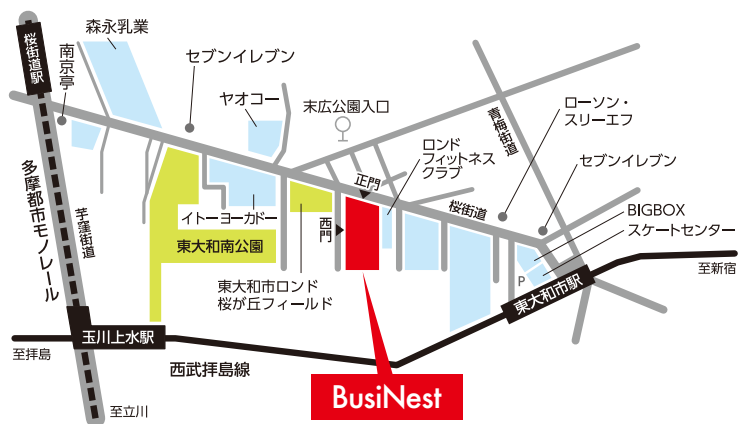 森永乳業
桜街道駅
南京亭
セブンイレブン
ヤオコー
末広公園入口
ロンド
フィットネス
クラブ
青梅街道
ローソン・
スリーエフ
セブンイレブン
正門
桜街道
西門
BIGBOX
スケートセンター
P
イトーヨーカドー
東大和南公園
東大和市ロンド
桜が丘フィールド
多摩都市モノレール
芋窪街道
東大和市駅
至新宿
玉川上水駅
至拝島
西武拝島線
至立川
BusiNest